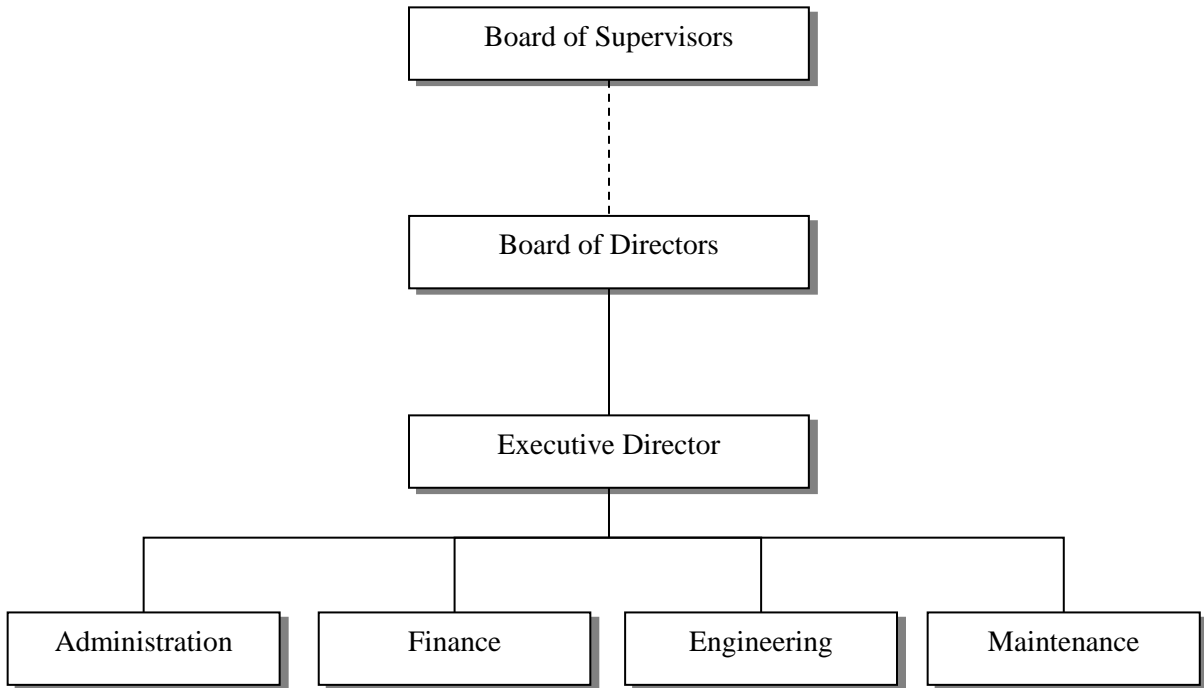 Board of Supervisors
Board of Directors
Executive Director
Administration
Finance
Engineering
Maintenance